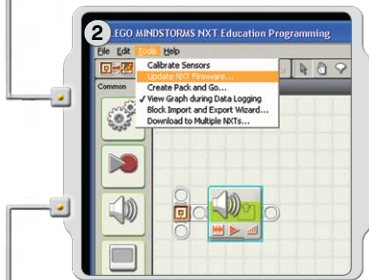 2
LEGO MINDSTORMS NXT Education Programming
File Edit Tools Help
Calibrate Sensors
Update NXT Firmware...
Create Pack and Go...
View Graph during Data Logging
Block Import and Export Wizard...
Download to Multiple NXTs...
Common